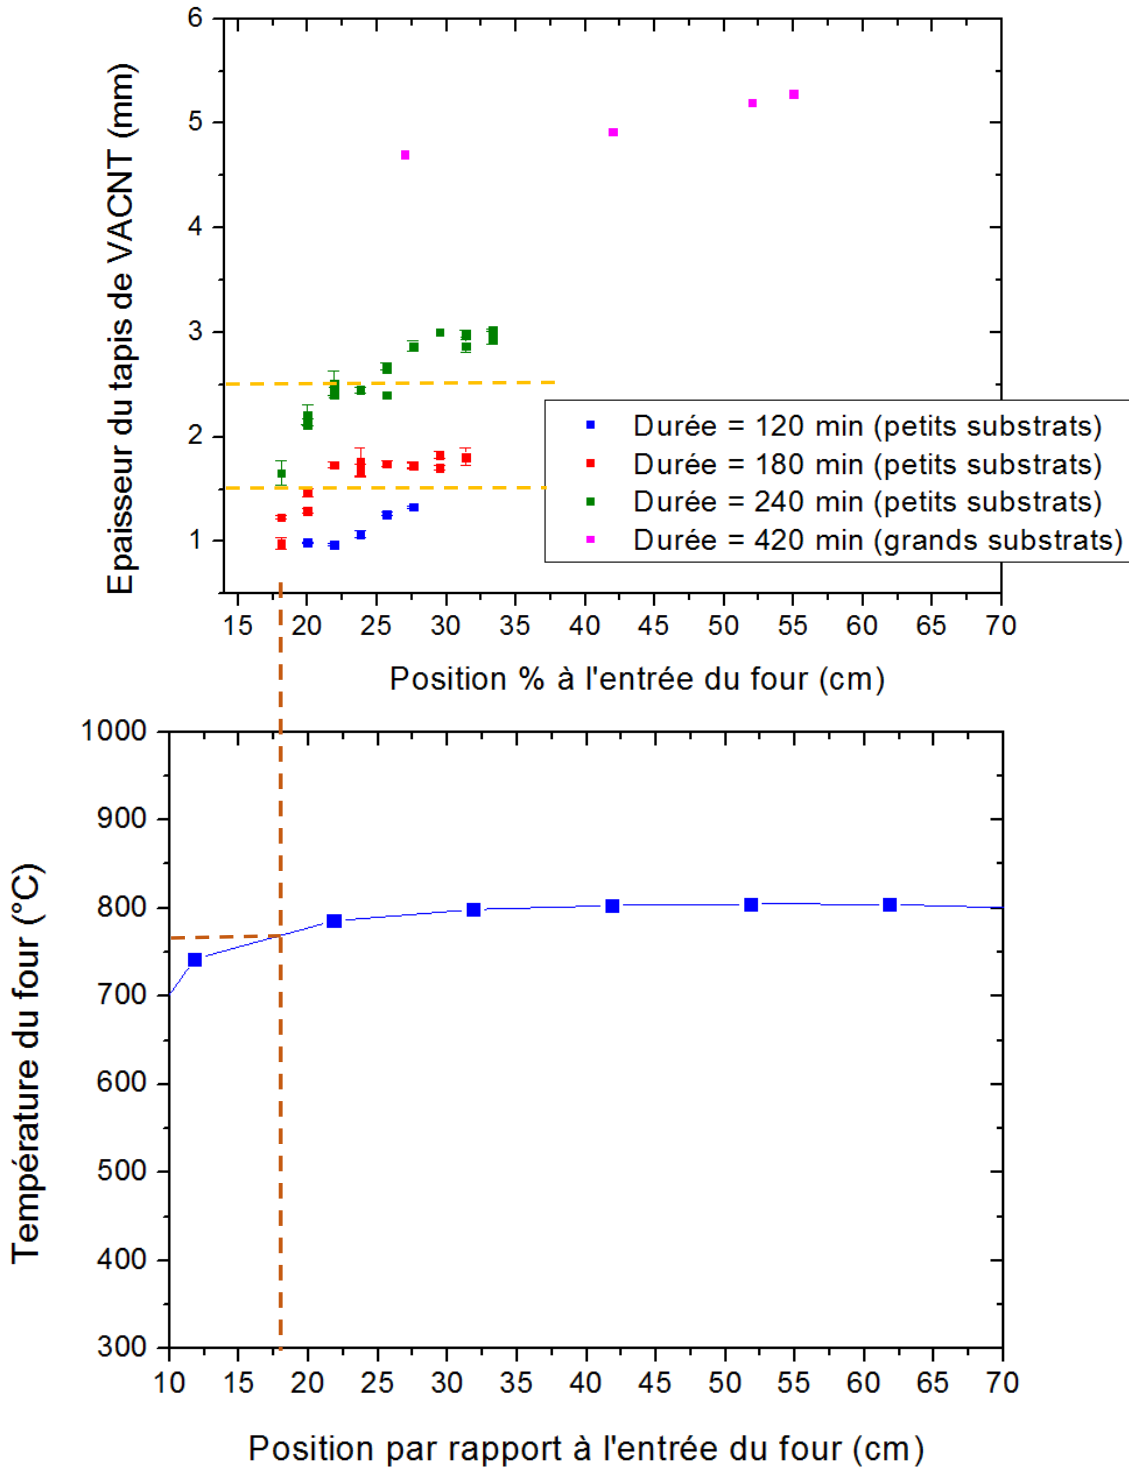 6
5
4
3
2
1
Epaisseur du tapis de VACNT (mm)
Durée = 120 min (petits substrats)
Durée = 180 min (petits substrats)
Durée = 240 min (petits substrats)
Durée = 420 min (grands substrats)
15 20 25 30 35 40 45 50 55 60 65 70
Position % à l'entrée du four (cm)
1000
900
800
700
600
500
400
300
Température du four (°C)
10 15 20 25 30 35 40 45 50 55 60 65 70
Position par rapport à l'entrée du four (cm)